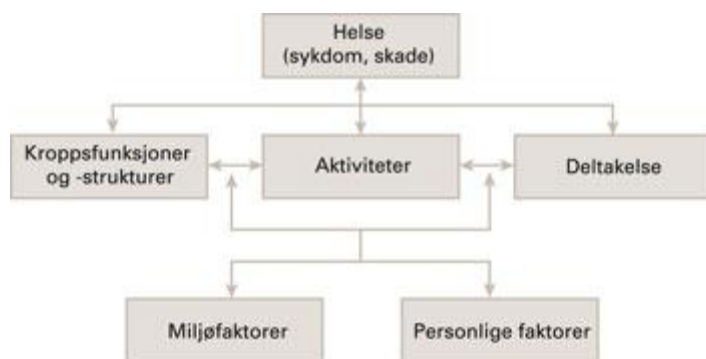 Helse
(sykdom, skade)
Kroppsfunksjoner
og -strukturer
Aktiviteter
Deltakelse
Miljøfaktorer
Personlige faktorer